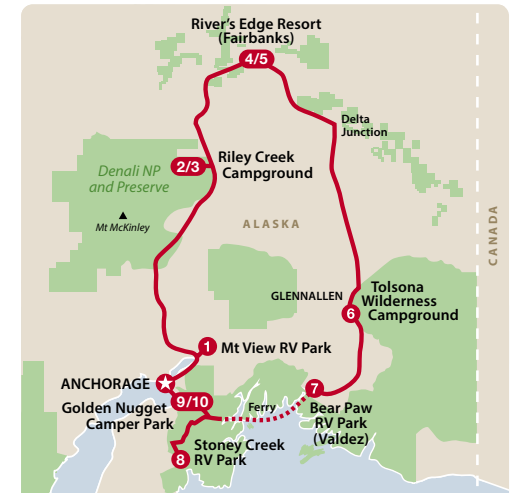 River's Edge Resort
(Fairbanks)
4/5
Delta
Junction
2/3
Riley Creek
Campground
Denali NP
and Preserve
Mt McKinley
ALASKA
CANADA
GLENNALLEN
Tolsona
Wilderness
Campground
6
1
Mt View RV Park
ANCHORAGE
7
9/10
Golden Nugget
Camper Park
Ferry
Bear Paw
RV Park
(Valdez)
8
Stoney Creek
RV Park